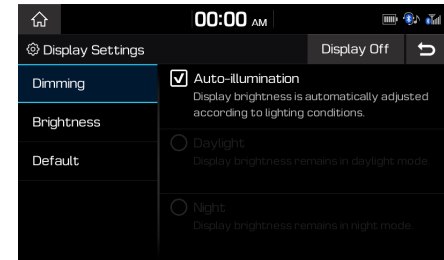 00:00 AM
Display Settings
Display Off
Dimming
Auto-illumination
Display brightness is automatically adjusted
according to lighting conditions.
Brightness
Daylight
Display brightness remains in daylight mode.
Default
Night
Display brightness remains in night mode.